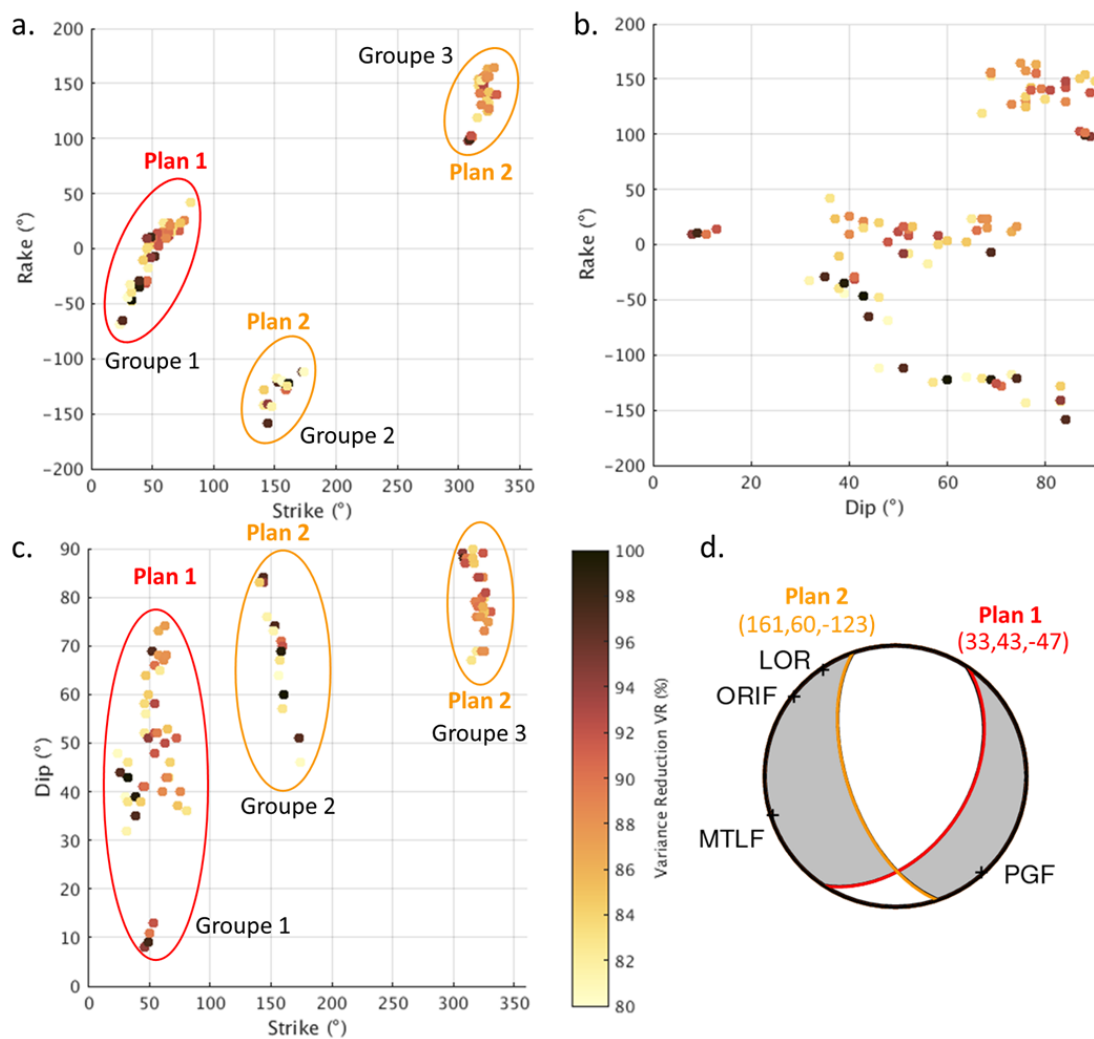 a.
200
150
100
50
0
−50
−100
−150
−200
Rake (°)
0
50
100
150
200
250
300
350
Strike (°)
Groupe 3
Plan 2
Plan 1
Groupe 1
Plan 2
Groupe 2
b.
200
150
100
50
0
−50
−100
−150
−200
Rake (°)
0
20
40
60
80
Dip (°)
c.
90
80
70
60
50
40
30
20
10
0
Dip (°)
0
50
100
150
200
250
300
350
Strike (°)
Plan 1
Groupe 1
Plan 2
Groupe 2
Plan 2
Groupe 3
100
98
96
94
92
90
88
86
84
82
80
Variance Reduction VR (%)
d.
Plan 2
(161,60,-123)
Plan 1
(33,43,-47)
LOR
ORIF
MTLF
PGF